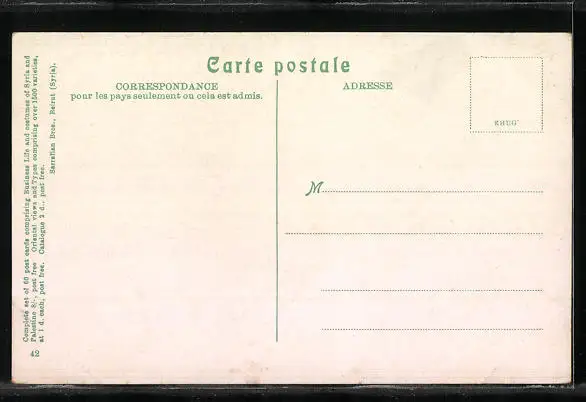 Carte postale
CORRESPONDANCE
pour les pays seulement ou cela est admis.
ADRESSE
KHUG
M
Complete set of 60 post cards comprising Business Life and costumes of Syria and
Palestine 8/-, post free Oriental views and Types comprising over 1500 varieties,
at 1 d. each, post free. Catalogue 2 d., post free.
Sarrafian Bros., Beirut (Syria).
42